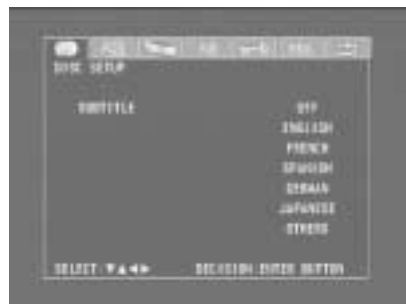 DISC SETUP
SUBTITLE OFF
ENGLISH
FRENCH
SPANISH
GERMAN
JAPANESE
OTHERS
SELECT:▼▲◄► DECISION:ENTER BUTTON